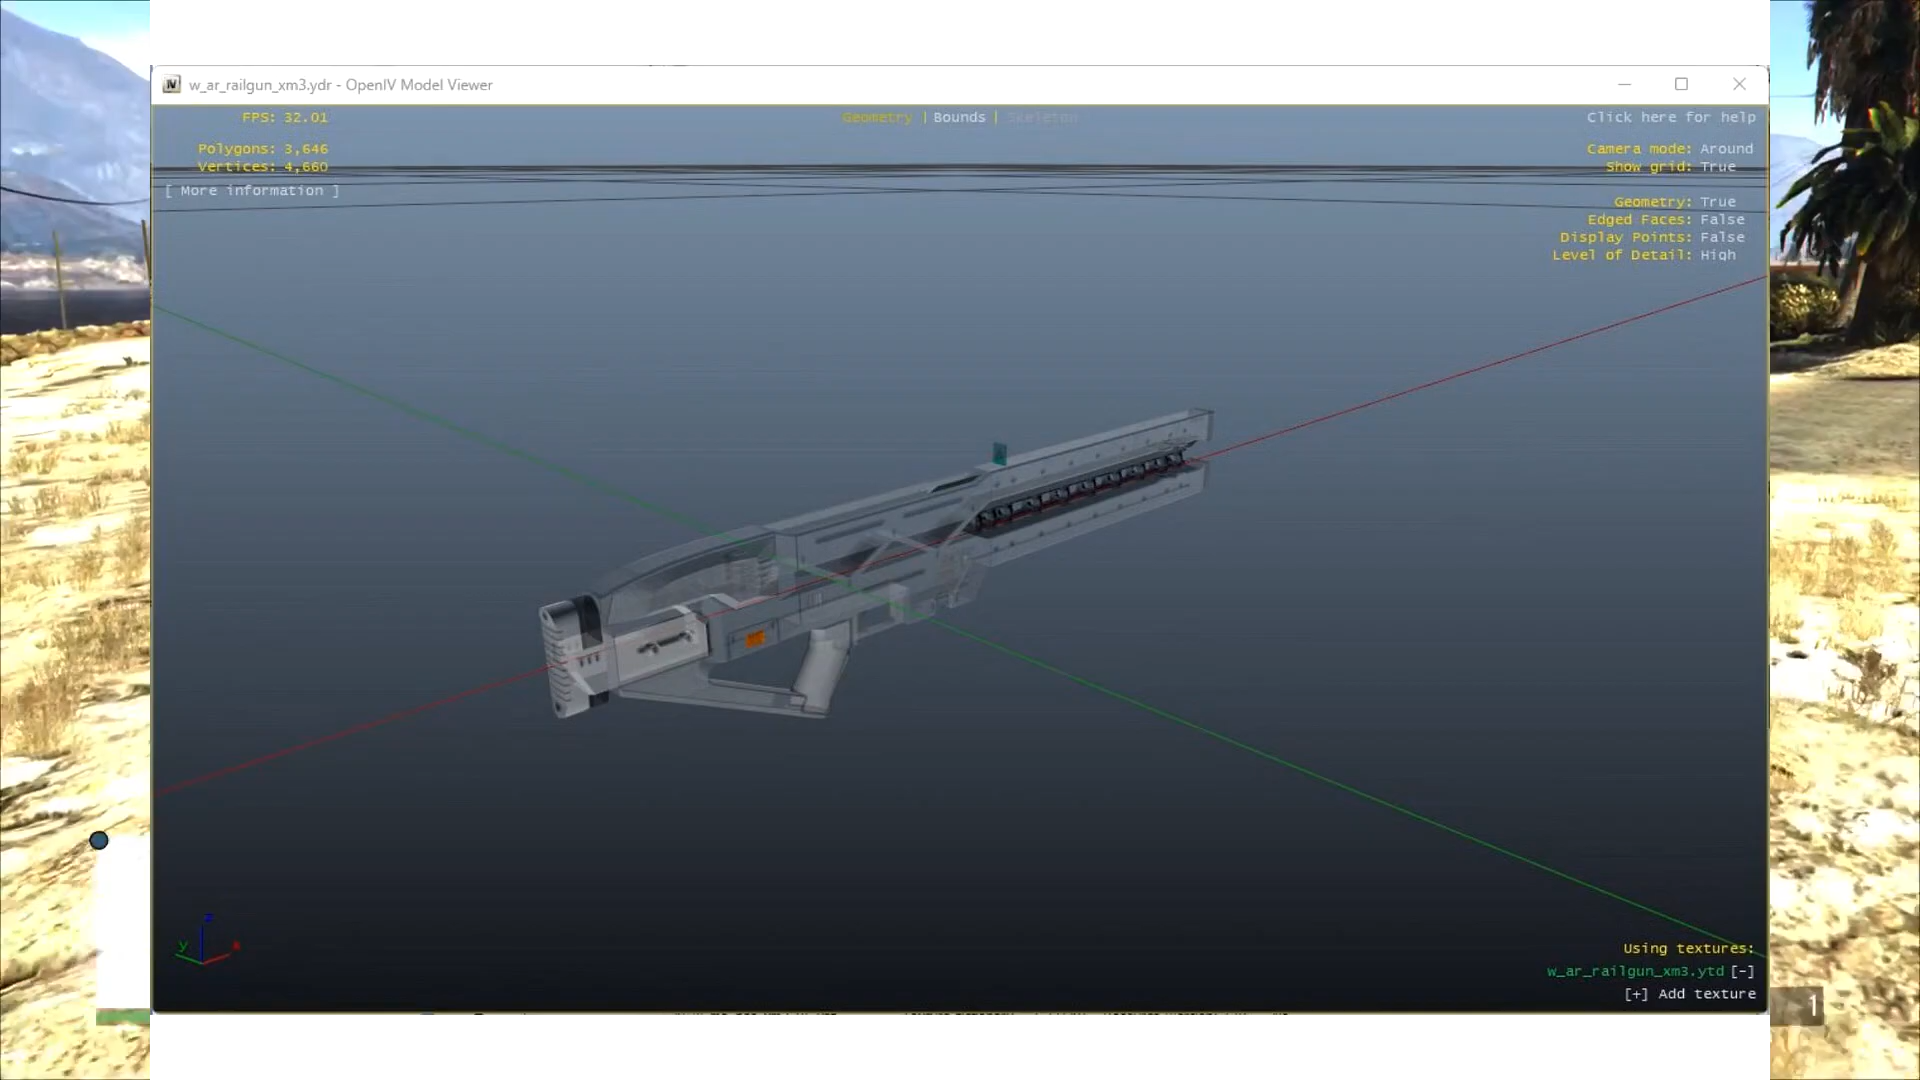 w_ar_railgun_xm3.ydr - OpenIV Model Viewer
FPS: 32.01
Geometry | Bounds | Skeleton
Click here for help
Polygons: 3,646
Vertices: 4,660
[ More information ]
Camera mode: Around
Show grid: True
Geometry: True
Edged Faces: False
Display Points: False
Level of Detail: High
z
y
x
Using textures:
w_ar_railgun_xm3.ytd [-]
[+] Add texture
1